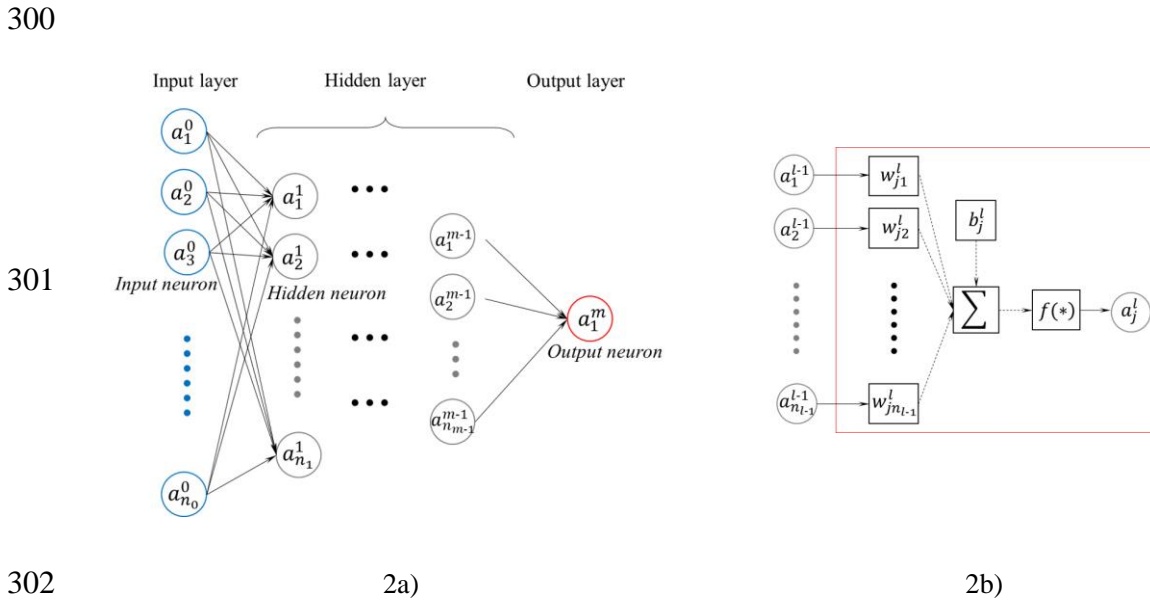 300
Input layer Hidden layer Output layer
a_1^0
a_2^0
a_3^0
Input neuron
a_{n_0}^0
a_1^1
a_2^1
Hidden neuron
a_{n_1}^1
a_1^{m-1}
a_2^{m-1}
a_{n_{m-1}}^{m-1}
a_1^m
Output neuron
301
a_1^{l-1} w_{j1}^l
a_2^{l-1} w_{j2}^l
b_j^l
∑ f(*) a_j^l
a_{n_{l-1}}^{l-1} w_{jn_{l-1}}^l
302 2a) 2b)